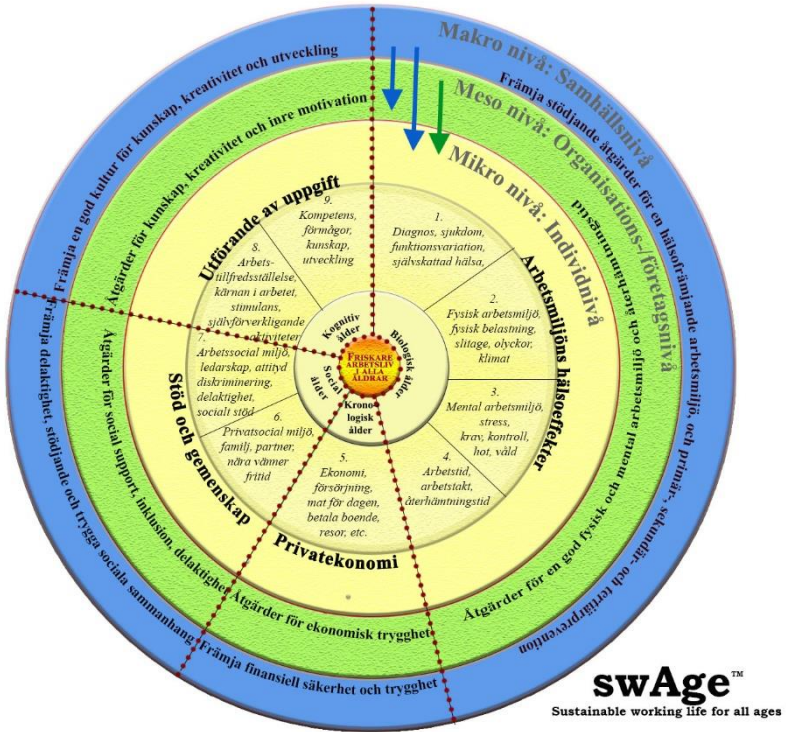 Makro nivå: Samhällsnivå
Främja stödjande åtgärder för en hälsofrämjande arbetsmiljö, och primär-, sekundär- och tertiärprevention
Främja finansiell säkerhet och trygghet
Främja delaktighet, stödjande och trygga sociala sammanhang
Främja en god kultur för kunskap, kreativitet och utveckling
Meso nivå: Organisations-/företagsnivå
Åtgärder för en god fysisk och mental arbetsmiljö och återhämtningstid
Åtgärder för ekonomisk trygghet
Åtgärder för social support, inklusion, delaktighet
Åtgärder för kunskap, kreativitet och inre motivation
Mikro nivå: Individnivå
Arbetsmiljöns hälsoeffekter
Privatekonomi
Stöd och gemenskap
Utförande av uppgift
1.
Diagnos, sjukdom,
funktionsvariation,
självskattad hälsa,
2.
Fysisk arbetsmiljö,
fysisk belastning,
slitage, olyckor,
klimat
3.
Mental arbetsmiljö,
stress,
krav, kontroll,
hot, våld
4.
Arbetstid,
arbetstakt,
återhämtningstid
5.
Ekonomi,
försörjning,
mat för dagen,
betala boende,
resor, etc.
6.
Privatsocial miljö,
familj, partner,
nära vänner
fritid
7.
Arbetssocial miljö,
ledarskap, attityd
diskriminering,
delaktighet,
socialt stöd
8.
Arbets-
tillfredsställelse,
kärnan i arbetet,
stimulans,
självförverkligande
aktiviteter
9.
Kompetens,
förmågor,
kunskap,
utveckling
Kognitiv
ålder
Biologisk ålder
Krono
logisk
ålder
Social
ålder
FRISKARE
ARBETSLIV
I ALLA
ÅLDRAR
swAge™
Sustainable working life for all ages